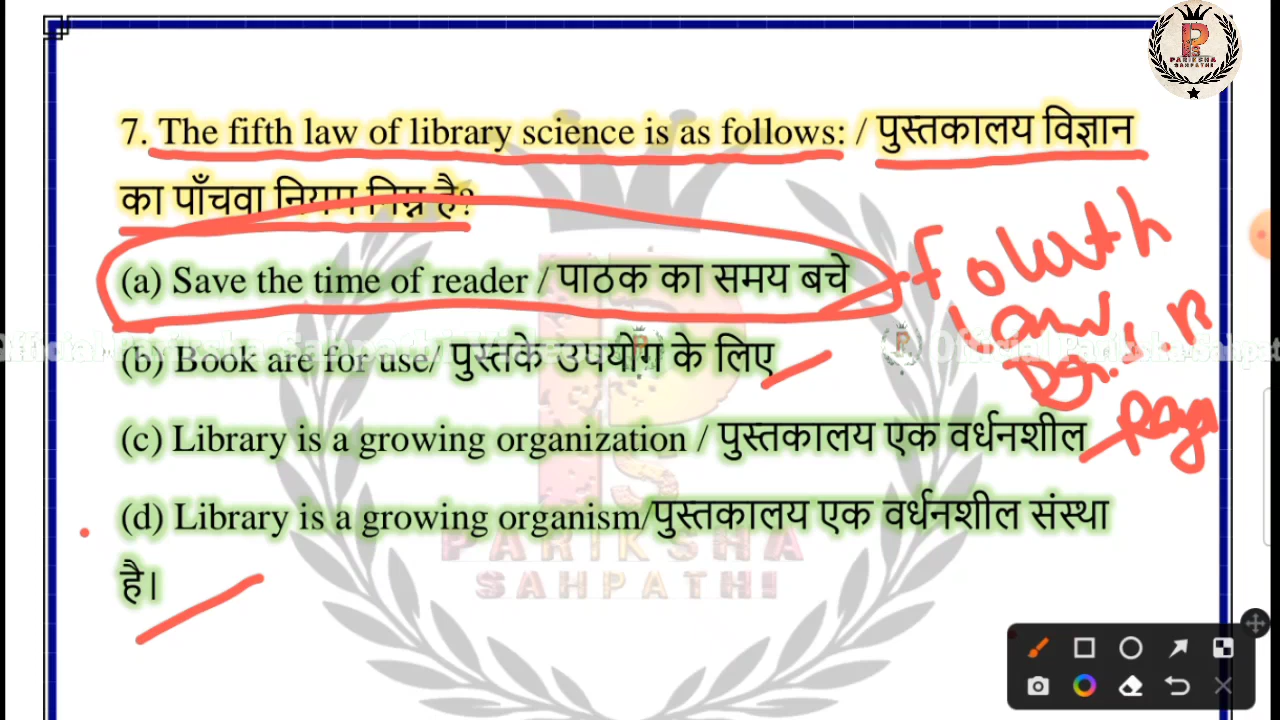 PARIKSHA
SAHPATHI
7. The fifth law of library science is as follows: / पुस्तकालय विज्ञान
का पाँचवा नियम निम्न है?
(a) Save the time of reader / पाठक का समय बचे
(b) Book are for use/ पुस्तके उपयोग के लिए
(c) Library is a growing organization / पुस्तकालय एक वर्धनशील
(d) Library is a growing organism/पुस्तकालय एक वर्धनशील संस्था
है।
PARIKSHA
SAHPATHI
law